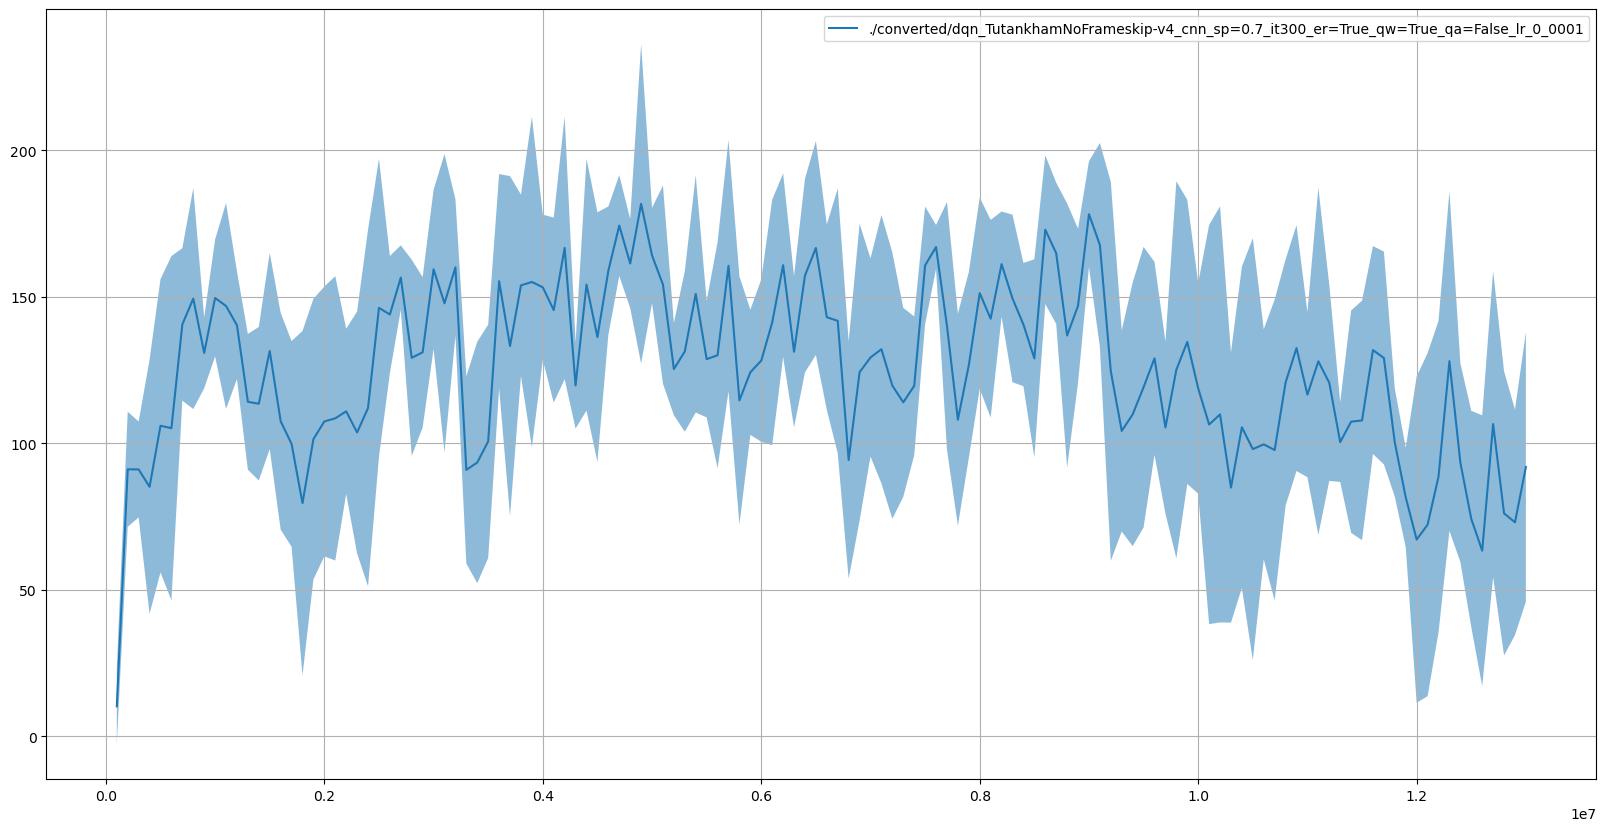 ./converted/dqn_TutankhamNoFrameskip-v4_cnn_sp=0.7_it300_er=True_qw=True_qa=False_lr_0_0001
200
150
100
50
0
0.0 0.2 0.4 0.6 0.8 1.0 1.2
1e7